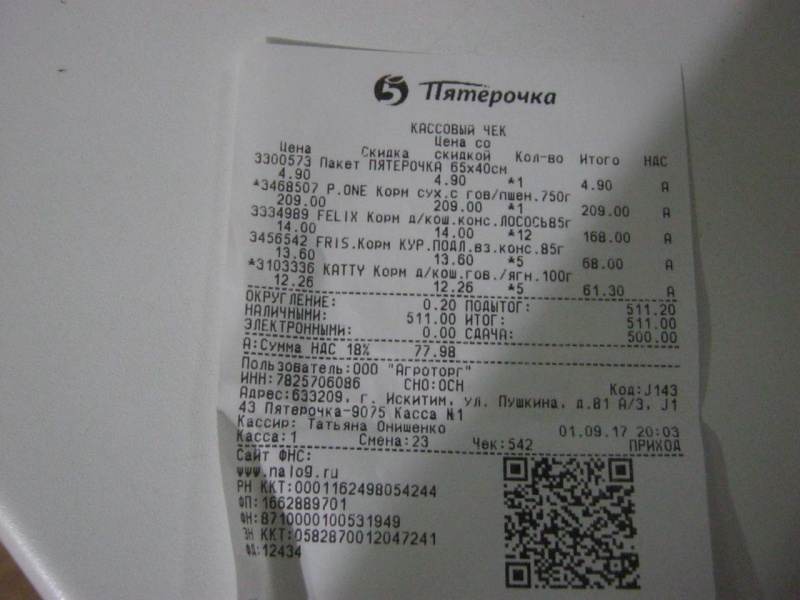 5 Пятёрочка
КАССОВЫЙ ЧЕК
Цена Скидка Цена со скидкой Кол-во Итого НДС
3300573 Пакет ПЯТЕРОЧКА 65х40см
4.90 4.90 *1 4.90 А
*3468507 P.ONE Корм сух.с гов/пшен.750г
209.00 209.00 *1 209.00 А
3334989 FELIX Корм д/кош.конс.ЛОСОСЬ85г
14.00 14.00 *12 168.00 А
3456542 FRIS.Корм КУР.ПОДЛ.вз.конс.85г
13.60 13.60 *5 68.00 А
*3103336 KATTY Корм д/кош.гов./ягн.100г
12.26 12.26 *5 61.30 А
ОКРУГЛЕНИЕ: 0.20 ПОДЫТОГ: 511.20
НАЛИЧНЫМИ: 511.00 ИТОГ: 511.00
ЭЛЕКТРОННЫМИ: 0.00 СДАЧА: 500.00
А:Сумма НДС 18% 77.98
Пользователь:ООО "Агроторг"
ИНН:7825706086 СНО:ОСН Код:J143
Адрес:633209, г. Искитим, ул. Пушкина, д.81 А/3, J1
43 Пятерочка-9075 Касса №1
Кассир: Татьяна Онишенко 01.09.17 20:03
Касса:1 Смена:23 Чек:542 ПРИХОД
Сайт ФНС:
www.nalog.ru
РН ККТ:0001162498054244
ФП:1662889701
ФН:8710000100531949
ЗН ККТ:0582870012047241
ФД:12434